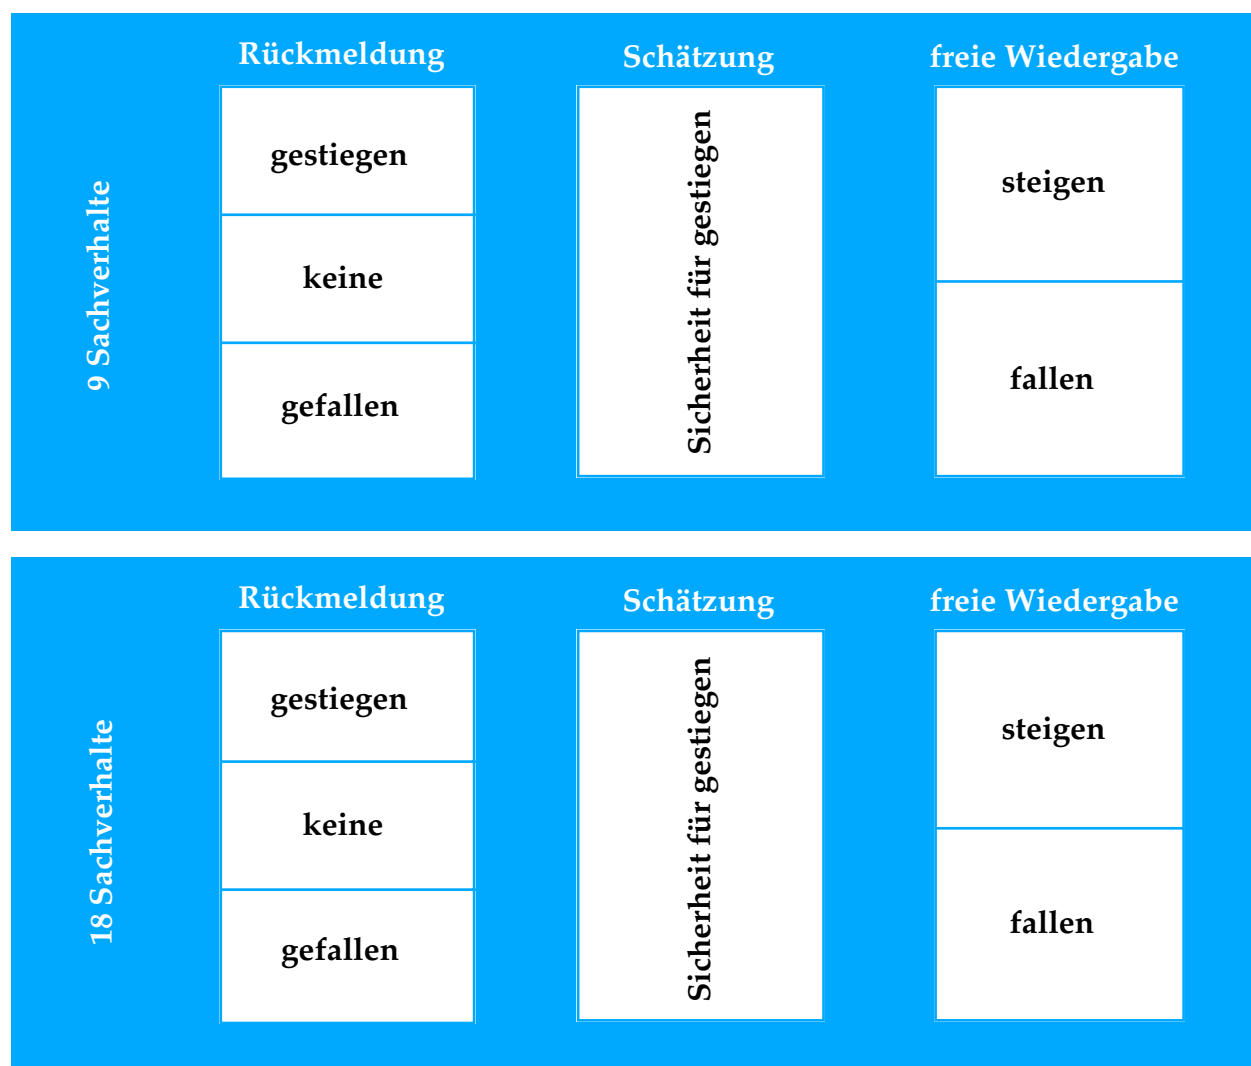 Rückmeldung
Schätzung
freie Wiedergabe
9 Sachverhalte
gestiegen
keine
gefallen
Sicherheit für gestiegen
steigen
fallen
Rückmeldung
Schätzung
freie Wiedergabe
18 Sachverhalte
gestiegen
keine
gefallen
Sicherheit für gestiegen
steigen
fallen